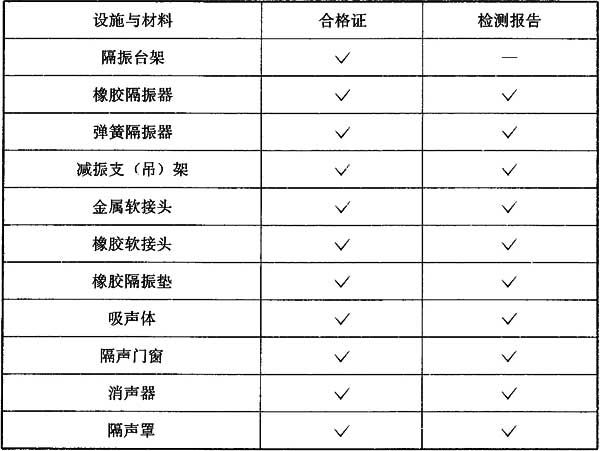 设施与材料 合格证 检测报告
隔振台架 ✓ —
橡胶隔振器 ✓ ✓
弹簧隔振器 ✓ ✓
减振支（吊）架 ✓ ✓
金属软接头 ✓ ✓
橡胶软接头 ✓ ✓
橡胶隔振垫 ✓ ✓
吸声体 ✓ ✓
隔声门窗 ✓ ✓
消声器 ✓ ✓
隔声罩 ✓ ✓